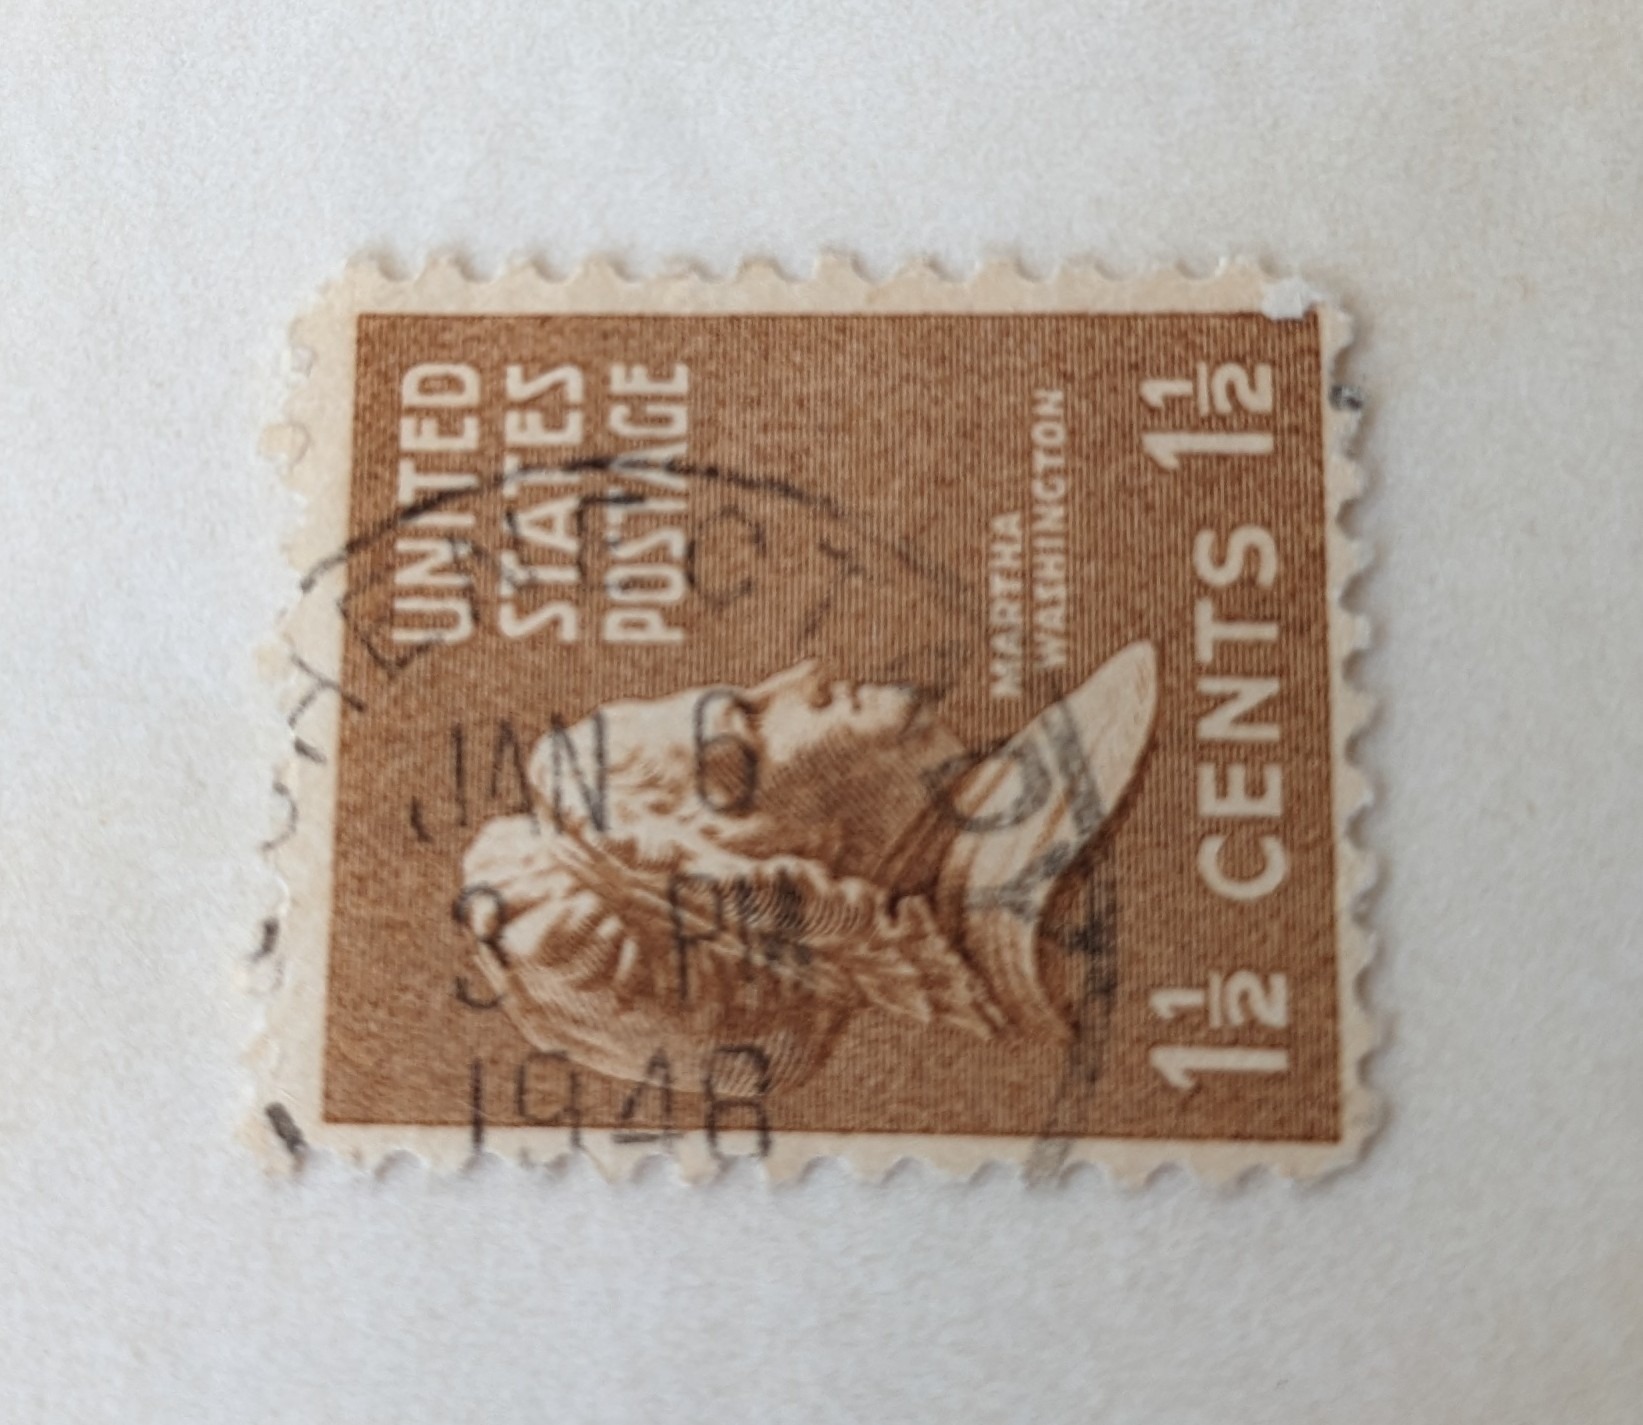 UNITED
STATES
POSTAGE
MARTHA
WASHINGTON
1½ CENTS 1½
JAN 6
3 PM
1948